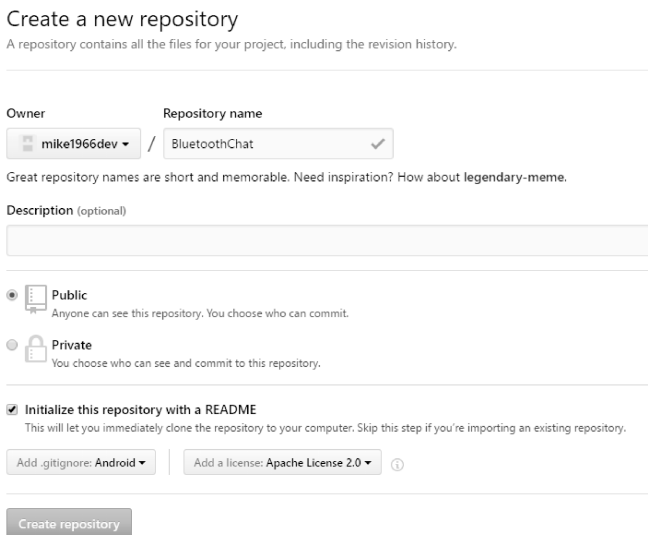 Create a new repository
A repository contains all the files for your project, including the revision history.
Owner Repository name
mike1966dev / BluetoothChat
Great repository names are short and memorable. Need inspiration? How about legendary-meme.
Description (optional)
Public
Anyone can see this repository. You choose who can commit.
Private
You choose who can see and commit to this repository.
Initialize this repository with a README
This will let you immediately clone the repository to your computer. Skip this step if you're importing an existing repository.
Add .gitignore: Android Add a license: Apache License 2.0
Create repository